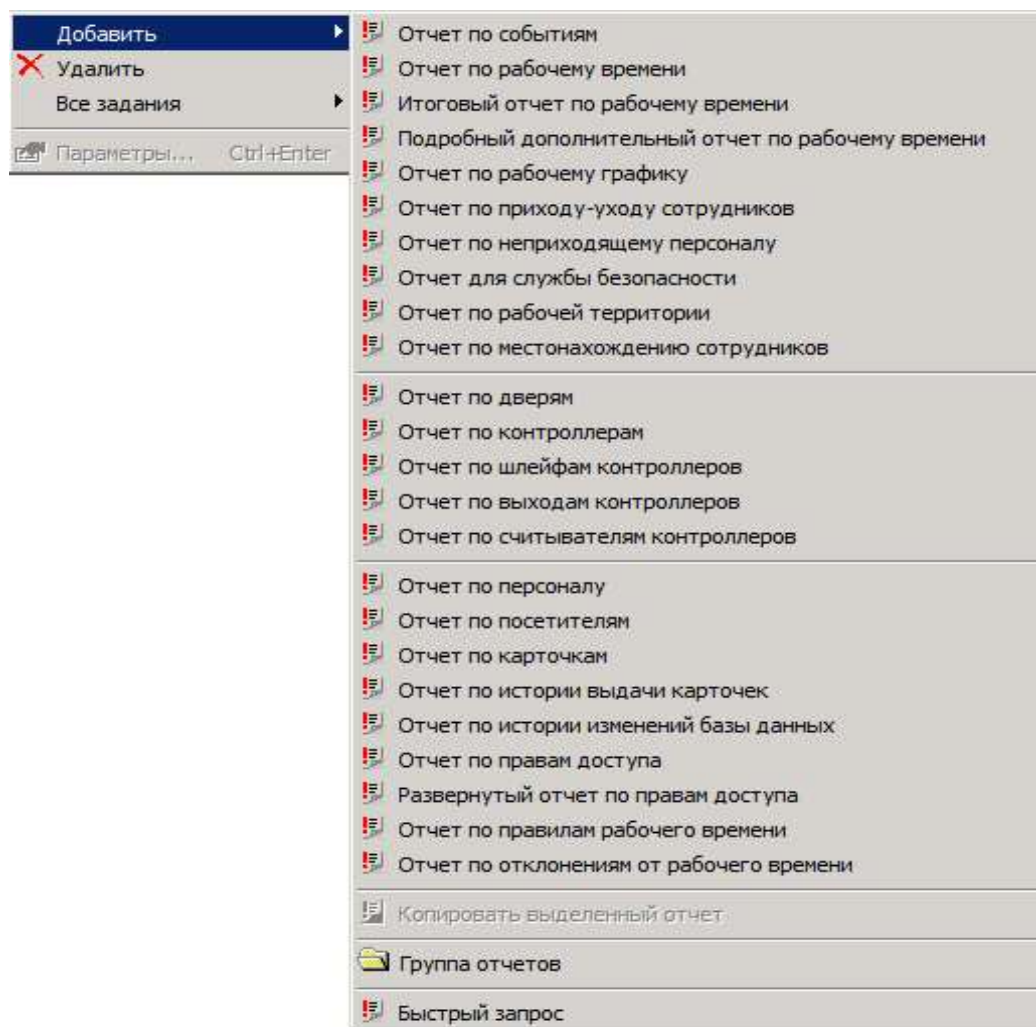 Добавить
Удалить
Все задания
Параметры... Ctrl+Enter
Отчет по событиям
Отчет по рабочему времени
Итоговый отчет по рабочему времени
Подробный дополнительный отчет по рабочему времени
Отчет по рабочему графику
Отчет по приходу-уходу сотрудников
Отчет по неприходящему персоналу
Отчет для службы безопасности
Отчет по рабочей территории
Отчет по местонахождению сотрудников
Отчет по дверям
Отчет по контроллерам
Отчет по шлейфам контроллеров
Отчет по выходам контроллеров
Отчет по считывателям контроллеров
Отчет по персоналу
Отчет по посетителям
Отчет по карточкам
Отчет по истории выдачи карточек
Отчет по истории изменений базы данных
Отчет по правам доступа
Развернутый отчет по правам доступа
Отчет по правилам рабочего времени
Отчет по отклонениям от рабочего времени
Копировать выделенный отчет
Группа отчетов
Быстрый запрос